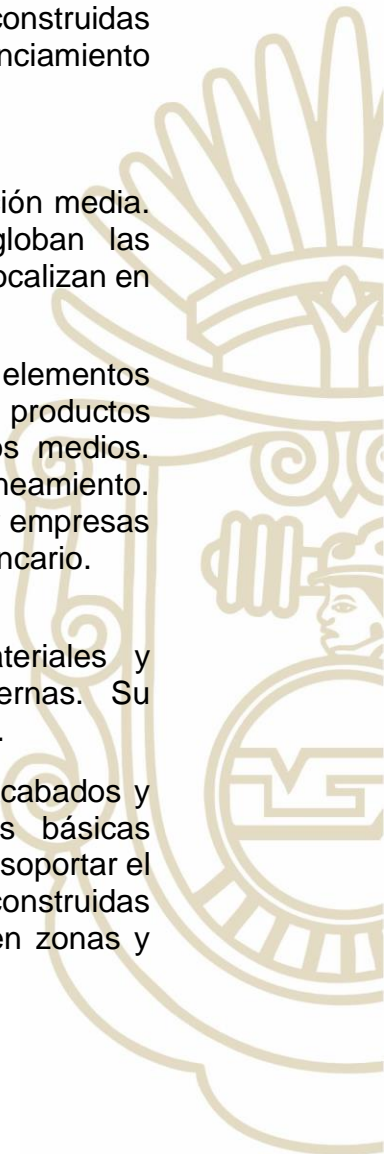 construidas
nciamiento
ión media.
globan las
ocalizan en
elementos
productos
os medios.
neamiento.
empresas
ncario.
ateriales y
ernas. Su
.
cabados y
s básicas
soportar el
construidas
en zonas y